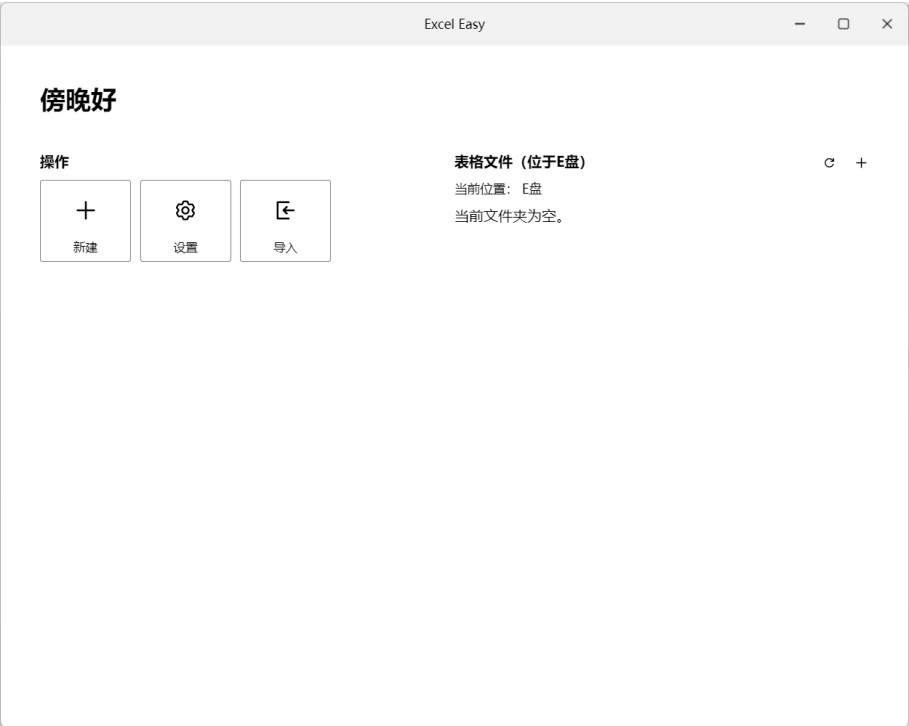 Excel Easy
傍晚好
操作
新建
设置
导入
表格文件（位于E盘）
当前位置： E盘
当前文件夹为空。